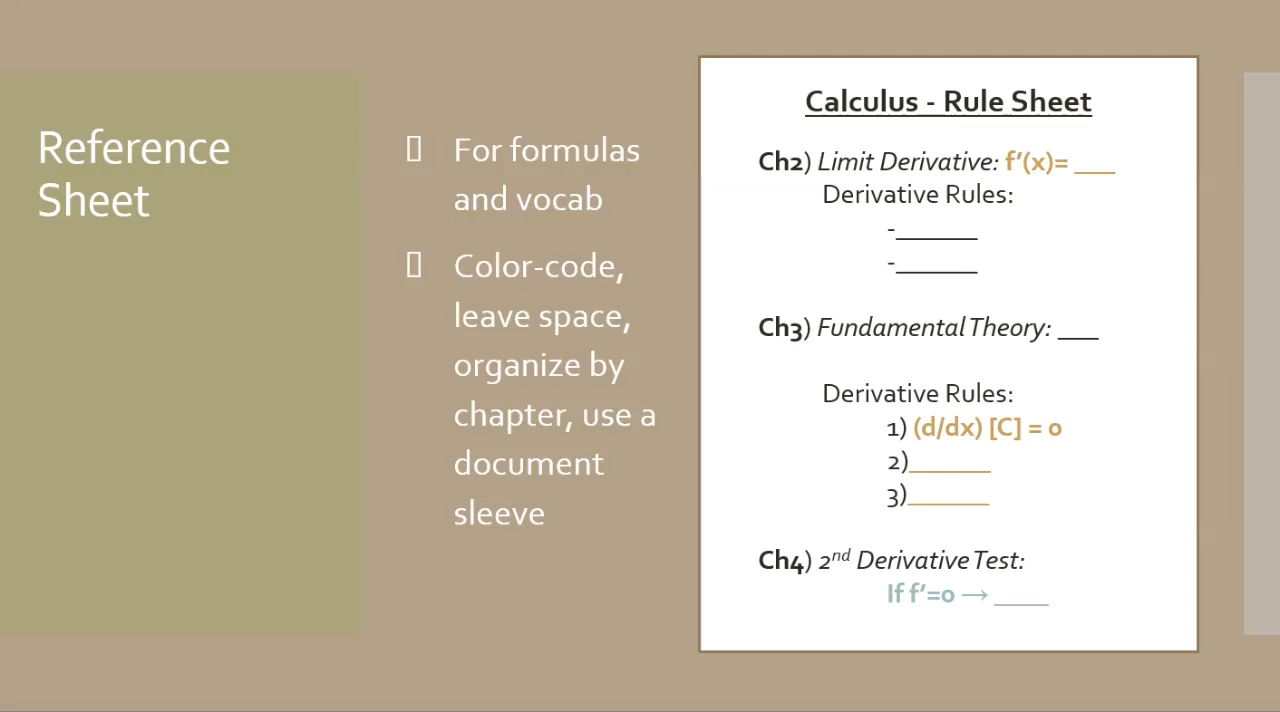 Reference
Sheet
For formulas
and vocab
Color-code,
leave space,
organize by
chapter, use a
document
sleeve
Calculus - Rule Sheet
Ch2) Limit Derivative: f’(x)= ___
Derivative Rules:
-______
-______
Ch3) Fundamental Theory: ___
Derivative Rules:
1) (d/dx) [C] = 0
2)______
3)______
Ch4) 2nd Derivative Test:
If f’=0 → ____